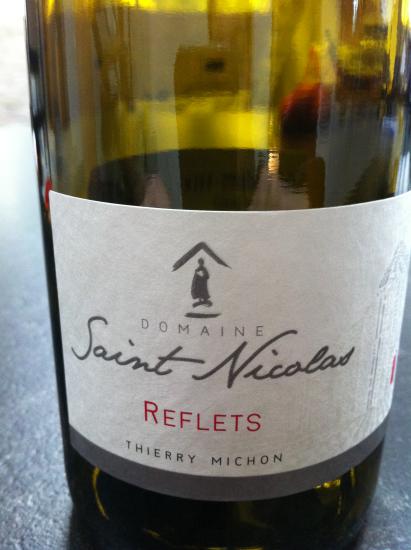 DOMAINE
Saint Nicolas
REFLETS
THIERRY MICHON